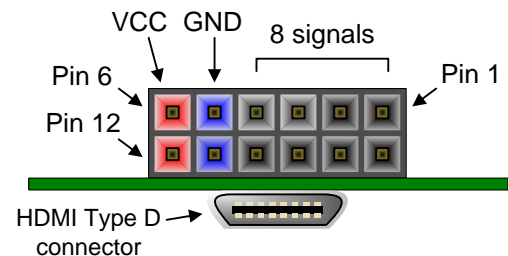 VCC GND
8 signals
Pin 6
Pin 1
Pin 12
HDMI Type D
connector